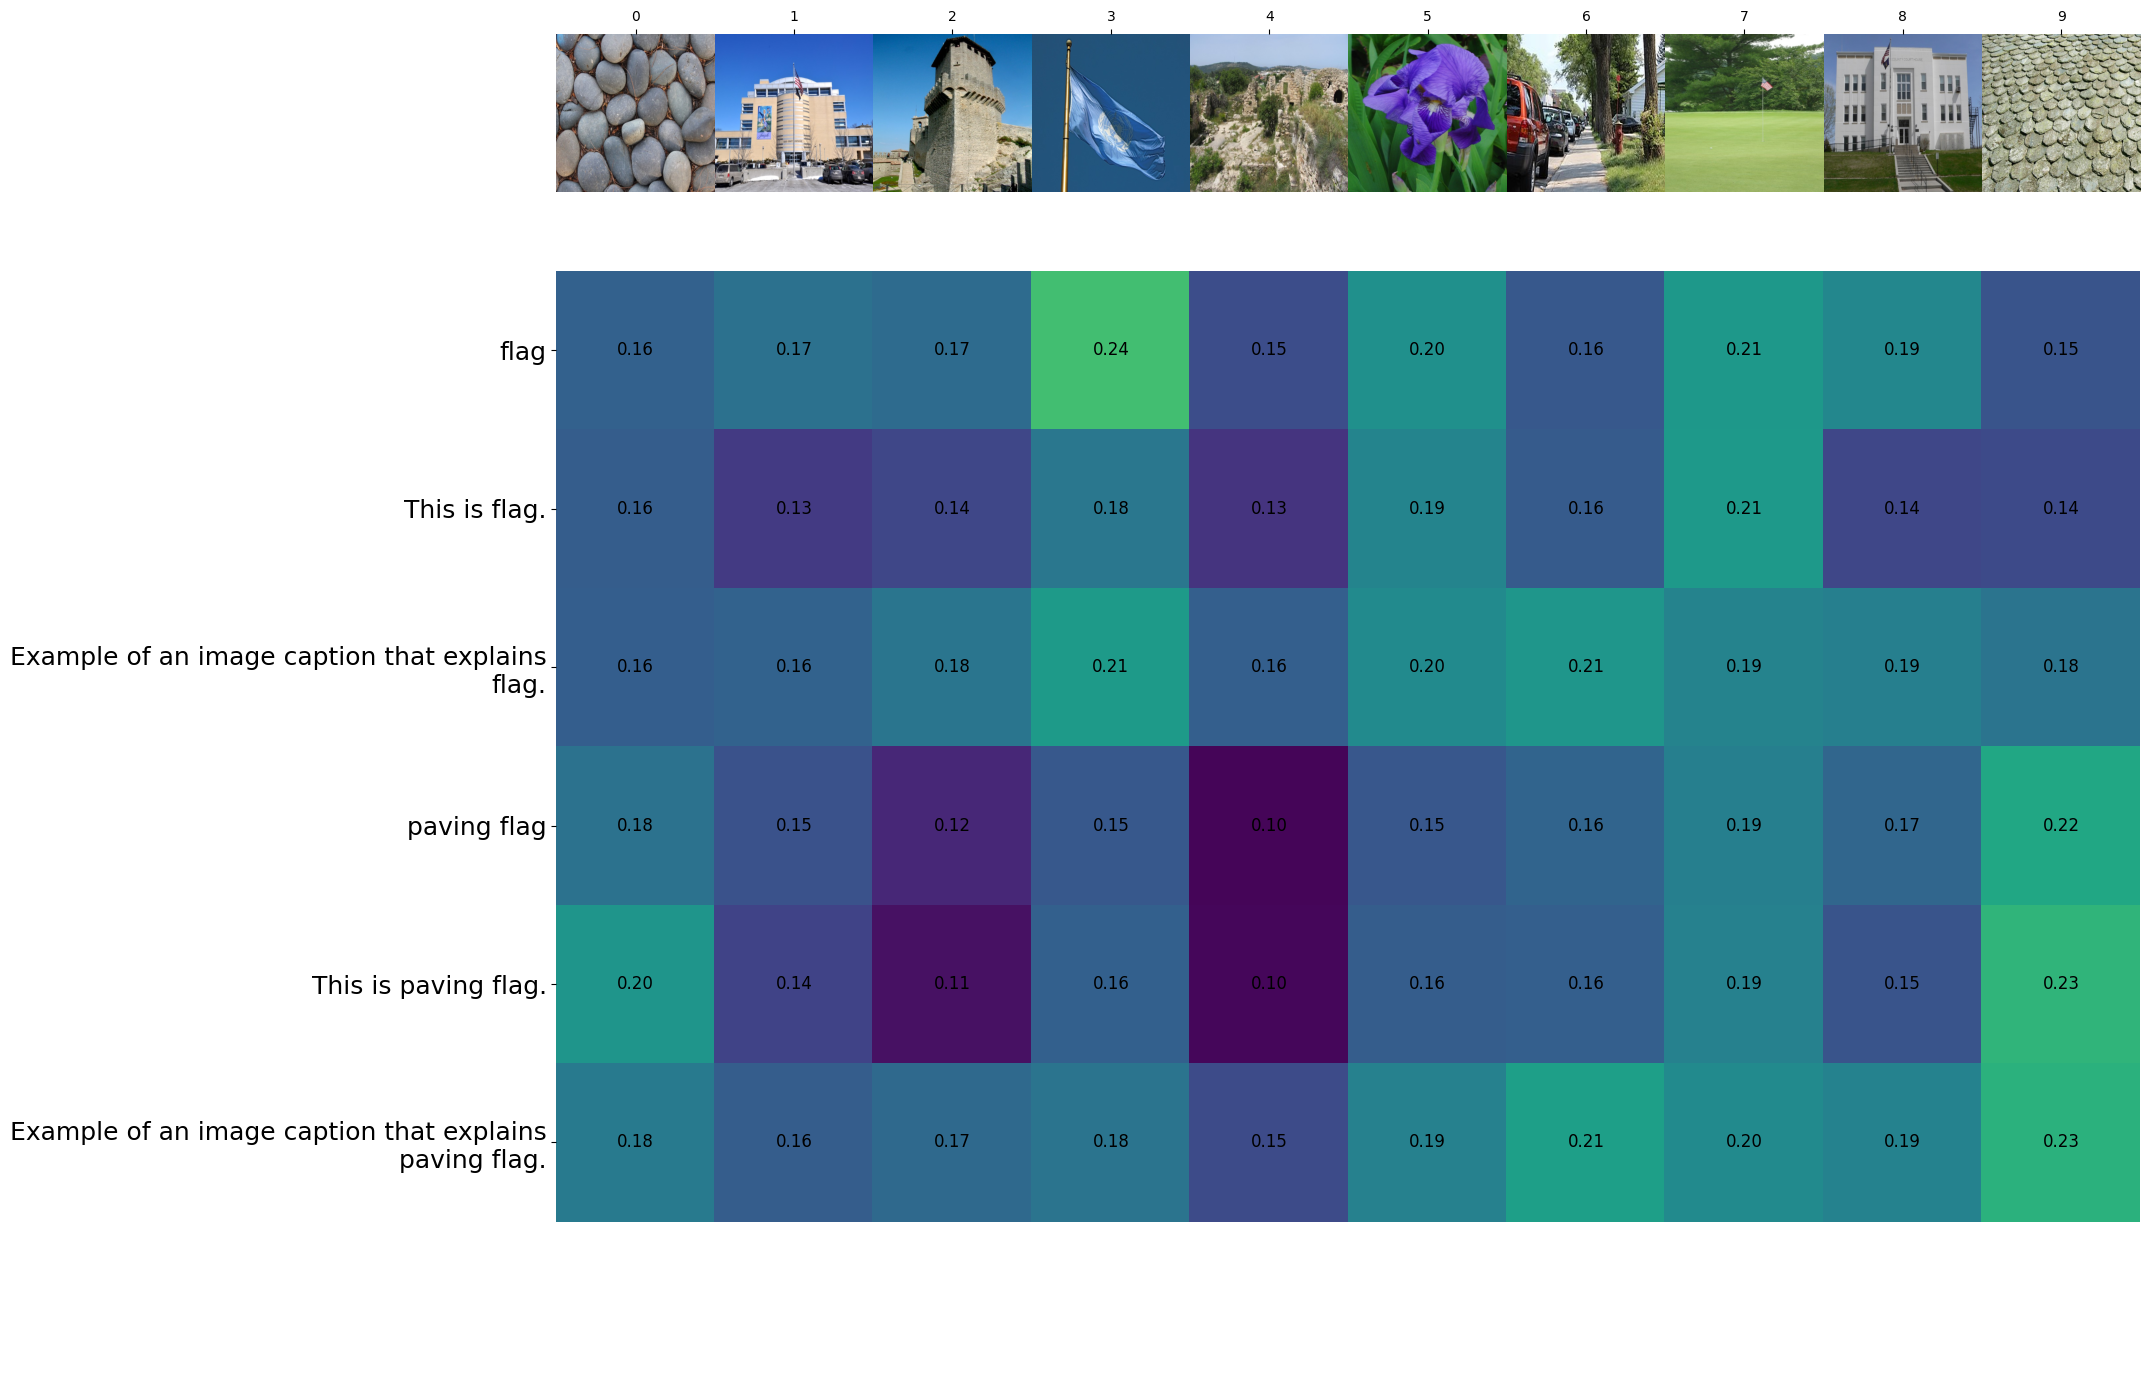 0 1 2 3 4 5 6 7 8 9
flag 0.16 0.17 0.17 0.24 0.15 0.20 0.16 0.21 0.19 0.15
This is flag. 0.16 0.13 0.14 0.18 0.13 0.19 0.16 0.21 0.14 0.14
Example of an image caption that explains
flag. 0.16 0.16 0.18 0.21 0.16 0.20 0.21 0.19 0.19 0.18
paving flag 0.18 0.15 0.12 0.15 0.10 0.15 0.16 0.19 0.17 0.22
This is paving flag. 0.20 0.14 0.11 0.16 0.10 0.16 0.16 0.19 0.15 0.23
Example of an image caption that explains
paving flag. 0.18 0.16 0.17 0.18 0.15 0.19 0.21 0.20 0.19 0.23